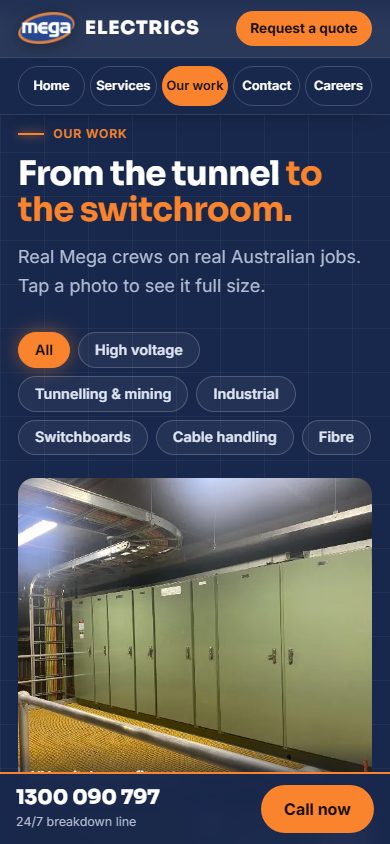 mega ELECTRICS
Request a quote
Home
Services
Our work
Contact
Careers
OUR WORK
From the tunnel to
the switchroom.
Real Mega crews on real Australian jobs.
Tap a photo to see it full size.
All
High voltage
Tunnelling & mining
Industrial
Switchboards
Cable handling
Fibre
1300 090 797
24/7 breakdown line
Call now